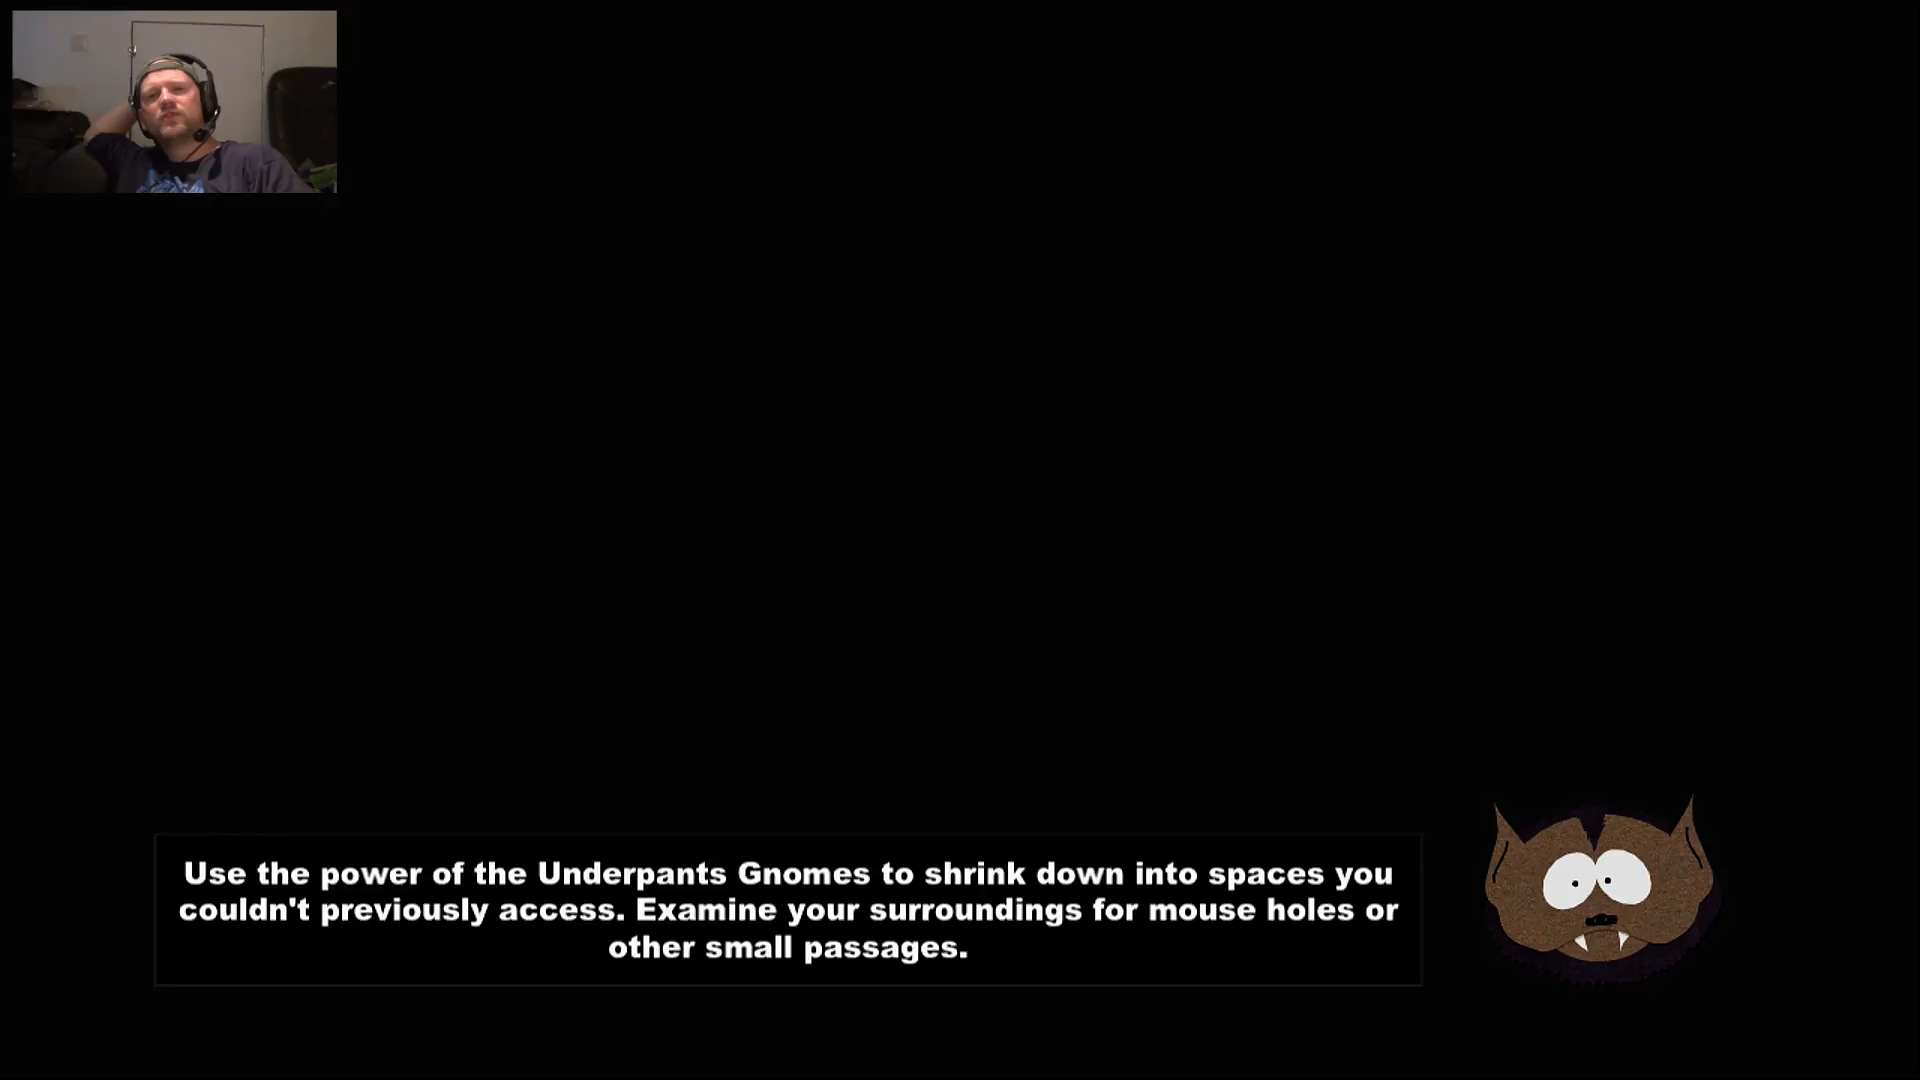 Use the power of the Underpants Gnomes to shrink down into spaces you
couldn't previously access. Examine your surroundings for mouse holes or
other small passages.